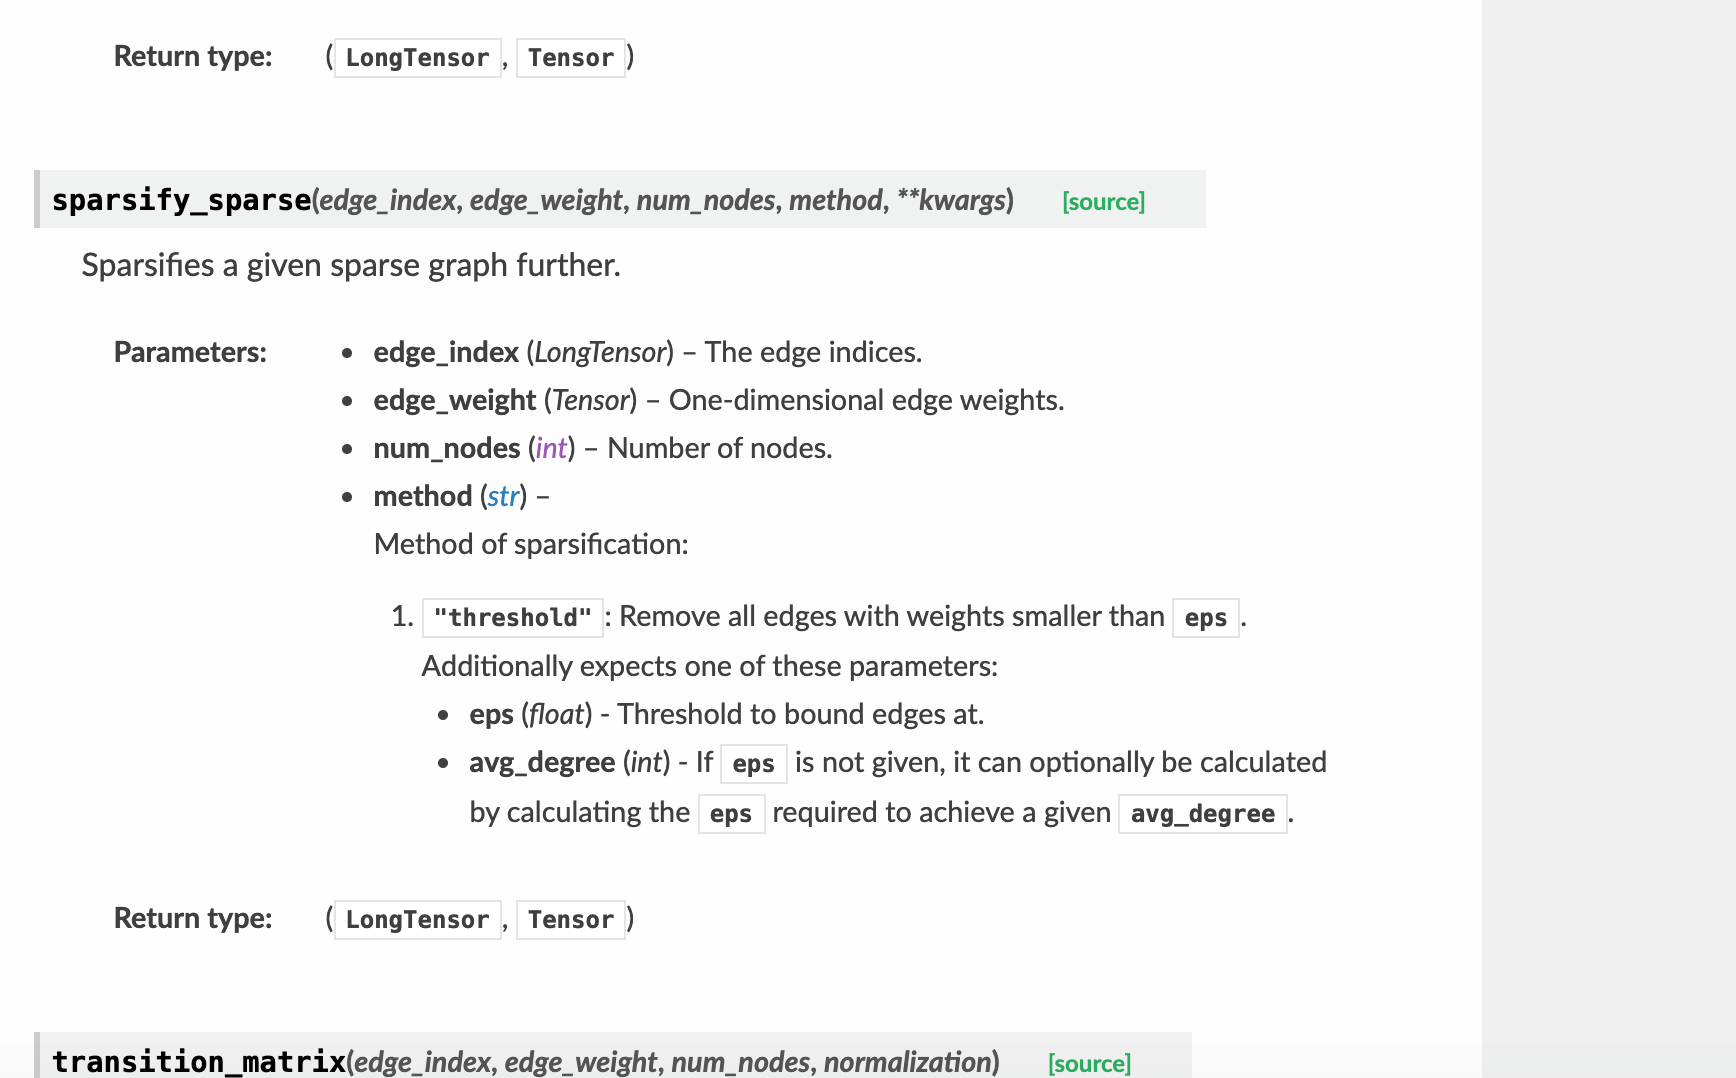 Return type: (LongTensor, Tensor)
sparsify_sparse(edge_index, edge_weight, num_nodes, method, **kwargs) [source]
Sparsifies a given sparse graph further.
Parameters: • edge_index (LongTensor) – The edge indices.
• edge_weight (Tensor) – One-dimensional edge weights.
• num_nodes (int) – Number of nodes.
• method (str) –
Method of sparsification:
1. "threshold": Remove all edges with weights smaller than eps.
Additionally expects one of these parameters:
• eps (float) - Threshold to bound edges at.
• avg_degree (int) - If eps is not given, it can optionally be calculated
by calculating the eps required to achieve a given avg_degree.
Return type: (LongTensor, Tensor)
transition_matrix(edge_index, edge_weight, num_nodes, normalization) [source]